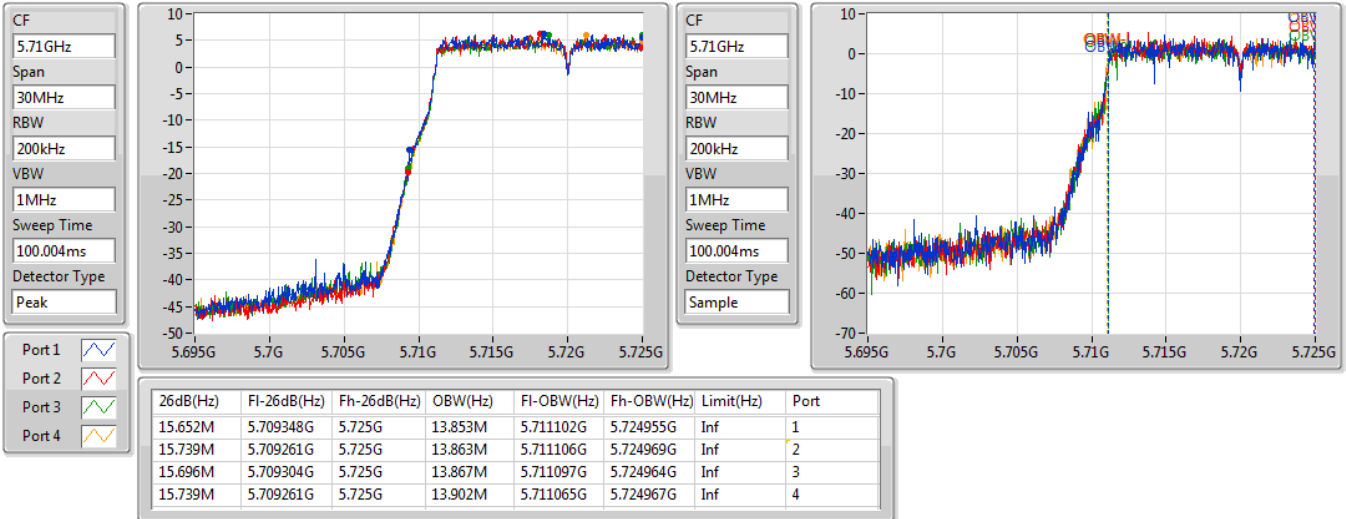 CF
5.71GHz
Span
30MHz
RBW
200kHz
VBW
1MHz
Sweep Time
100.004ms
Detector Type
Peak
10
5
0
-5
-10
-15
-20
-25
-30
-35
-40
-45
-50
5.695G 5.7G 5.705G 5.71G 5.715G 5.72G 5.725G
CF
5.71GHz
Span
30MHz
RBW
200kHz
VBW
1MHz
Sweep Time
100.004ms
Detector Type
Sample
10
0
-10
-20
-30
-40
-50
-60
-70
5.695G 5.7G 5.705G 5.71G 5.715G 5.72G 5.725G
Port 1
Port 2
Port 3
Port 4
26dB(Hz) Fl-26dB(Hz) Fh-26dB(Hz) OBW(Hz) Fl-OBW(Hz) Fh-OBW(Hz) Limit(Hz) Port
15.652M 5.709348G 5.725G 13.853M 5.711102G 5.724955G Inf 1
15.739M 5.709261G 5.725G 13.863M 5.711106G 5.724969G Inf 2
15.696M 5.709304G 5.725G 13.867M 5.711097G 5.724964G Inf 3
15.739M 5.709261G 5.725G 13.902M 5.711065G 5.724967G Inf 4